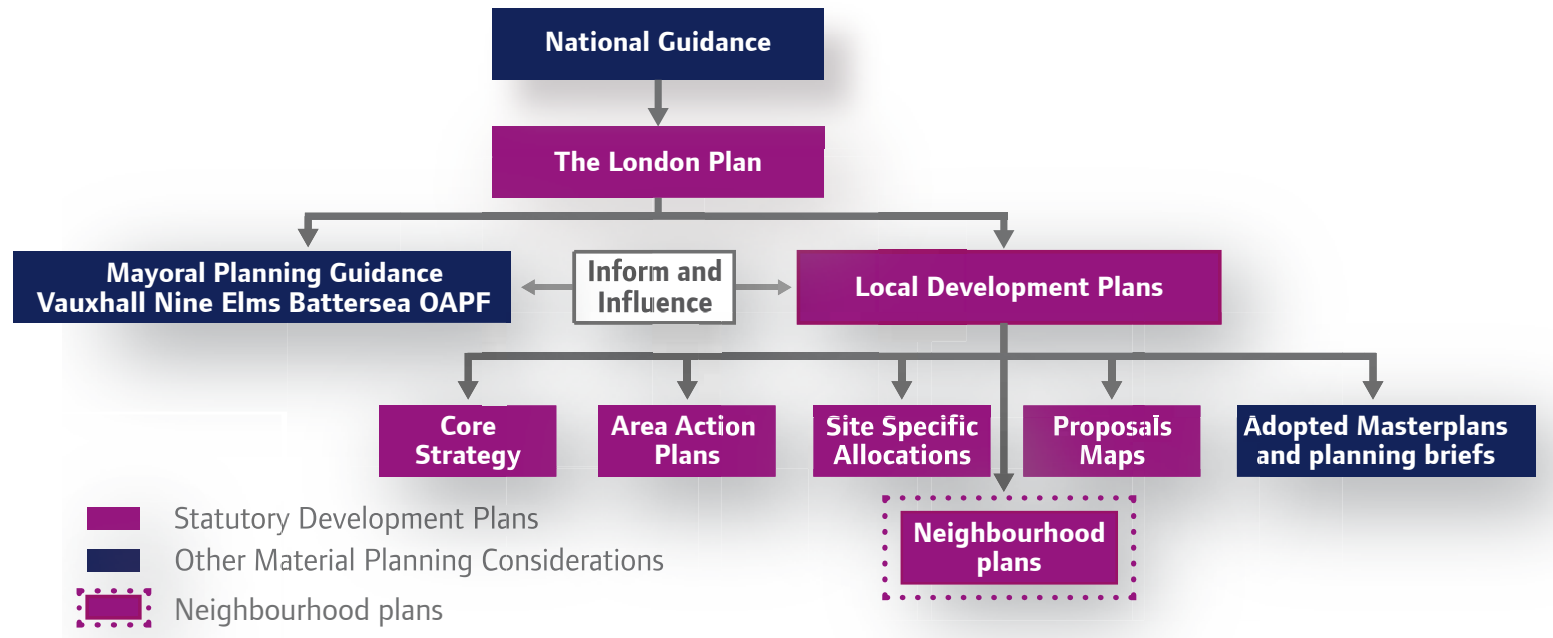 National Guidance
The London Plan
Mayoral Planning Guidance
Vauxhall Nine Elms Battersea OAPF
Inform and
Influence
Local Development Plans
Core
Strategy
Area Action
Plans
Site Specific
Allocations
Proposals
Maps
Adopted Masterplans
and planning briefs
Neighbourhood
plans
Statutory Development Plans
Other Material Planning Considerations
Neighbourhood plans